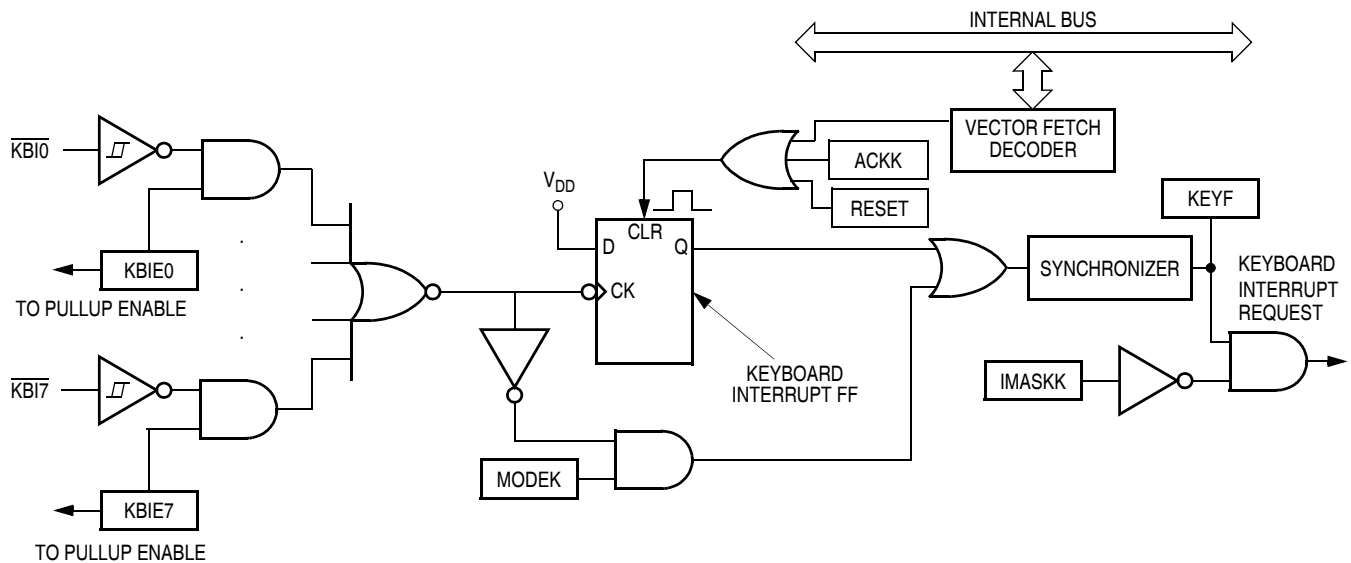 INTERNAL BUS
KBI0
VECTOR FETCH
DECODER
ACKK
VDD
KEYF
RESET
CLR
D
Q
KBIE0
SYNCHRONIZER
KEYBOARD
INTERRUPT
REQUEST
CK
TO PULLUP ENABLE
KEYBOARD
INTERRUPT FF
IMASKK
KBI7
MODEK
KBIE7
TO PULLUP ENABLE